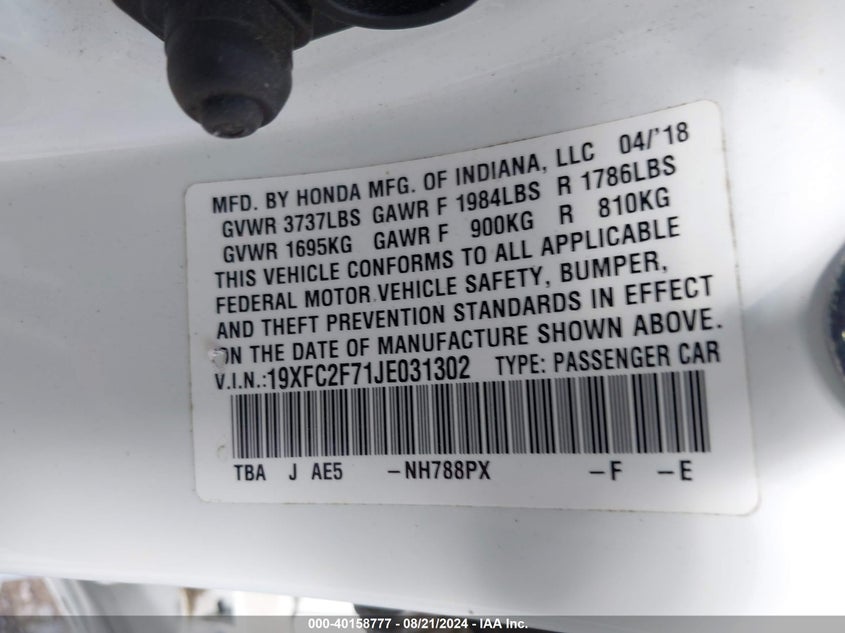 MFD. BY HONDA MFG. OF INDIANA, LLC 04/'18
GVWR 3737LBS GAWR F 1984LBS R 1786LBS
GVWR 1695KG GAWR F 900KG R 810KG
THIS VEHICLE CONFORMS TO ALL APPLICABLE
FEDERAL MOTOR VEHICLE SAFETY, BUMPER,
AND THEFT PREVENTION STANDARDS IN EFFECT
ON THE DATE OF MANUFACTURE SHOWN ABOVE.
V.I.N.:19XFC2F71JE031302 TYPE: PASSENGER CAR
TBA J AE5 –NH788PX –F –E
000-40158777 - 08/21/2024 - IAA Inc.